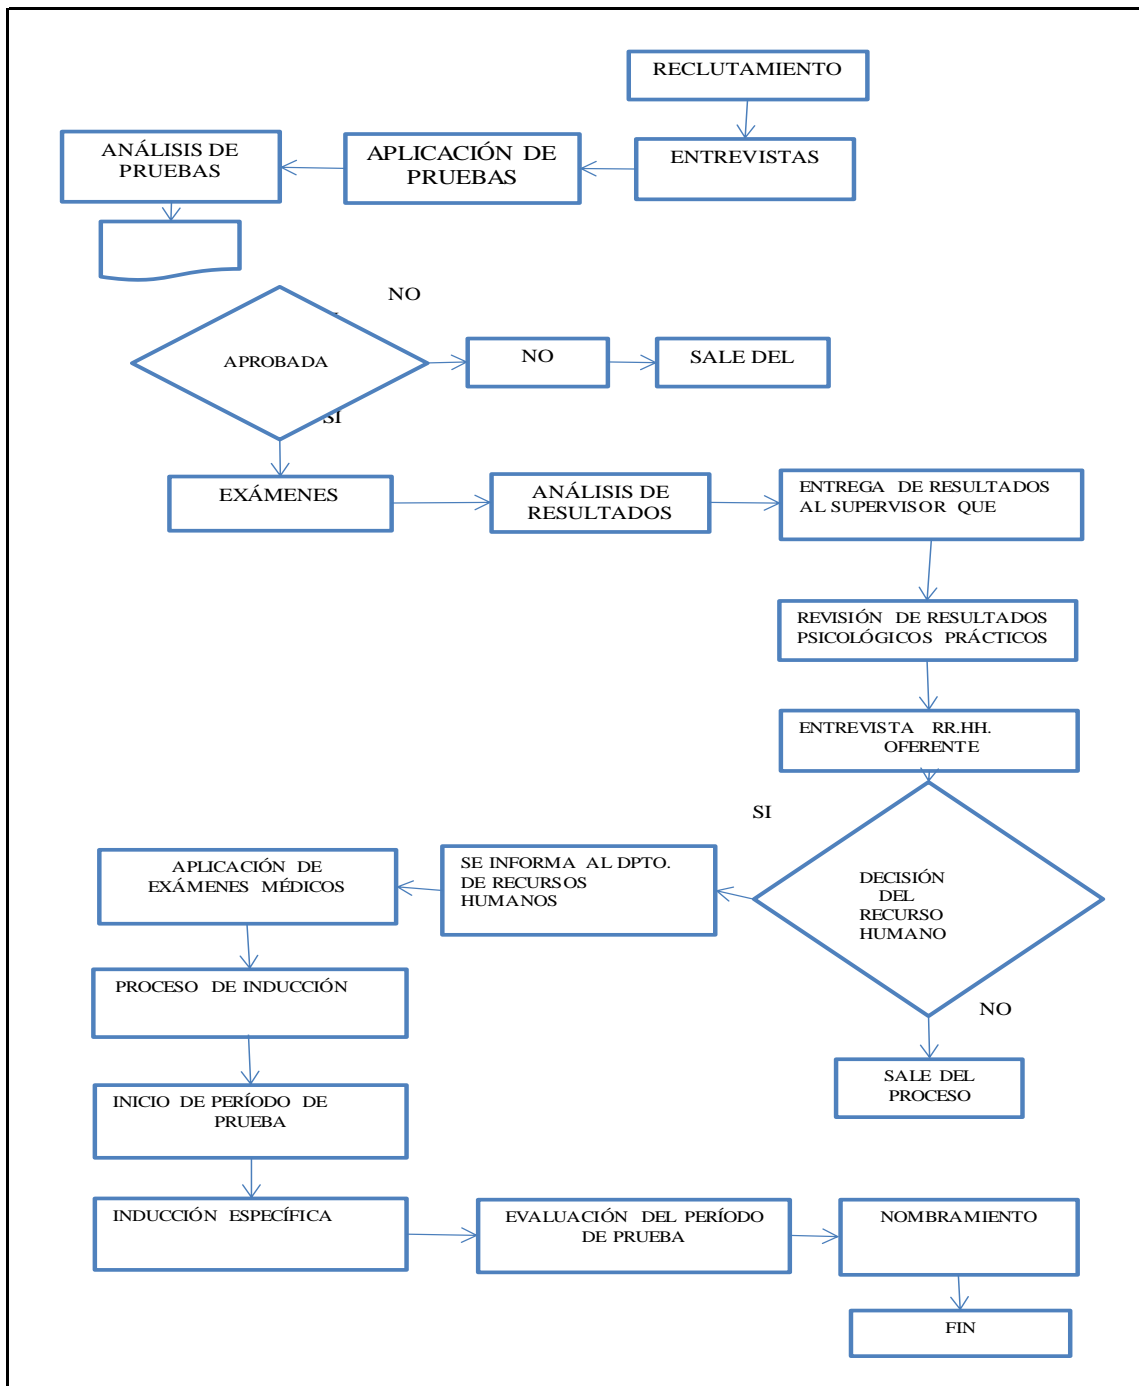 RECLUTAMIENTO
ENTREVISTAS
APLICACIÓN DE
PRUEBAS
ANÁLISIS DE
PRUEBAS
NO
APROBADA
NO
SALE DEL
SI
EXÁMENES
ANÁLISIS DE
RESULTADOS
ENTREGA DE RESULTADOS
AL SUPERVISOR QUE
REVISIÓN DE RESULTADOS
PSICOLÓGICOS PRÁCTICOS
ENTREVISTA RR.HH.
OFERENTE
SI
DECISIÓN
DEL
RECURSO
HUMANO
SE INFORMA AL DPTO.
DE RECURSOS
HUMANOS
APLICACIÓN DE
EXÁMENES MÉDICOS
PROCESO DE INDUCCIÓN
NO
SALE DEL
PROCESO
INICIO DE PERÍODO DE
PRUEBA
INDUCCIÓN ESPECÍFICA
EVALUACIÓN DEL PERÍODO
DE PRUEBA
NOMBRAMIENTO
FIN